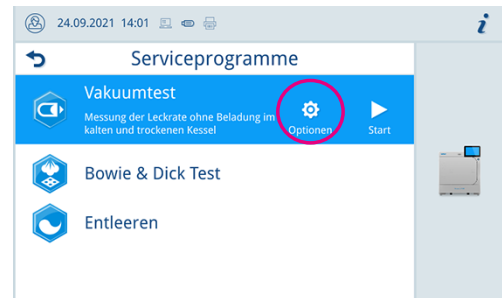 24.09.2021 14:01
i
Serviceprogramme
Vakuumtest
Messung der Leckrate ohne Beladung im
kalten und trockenen Kessel
Optionen
Start
Bowie & Dick Test
Entleeren